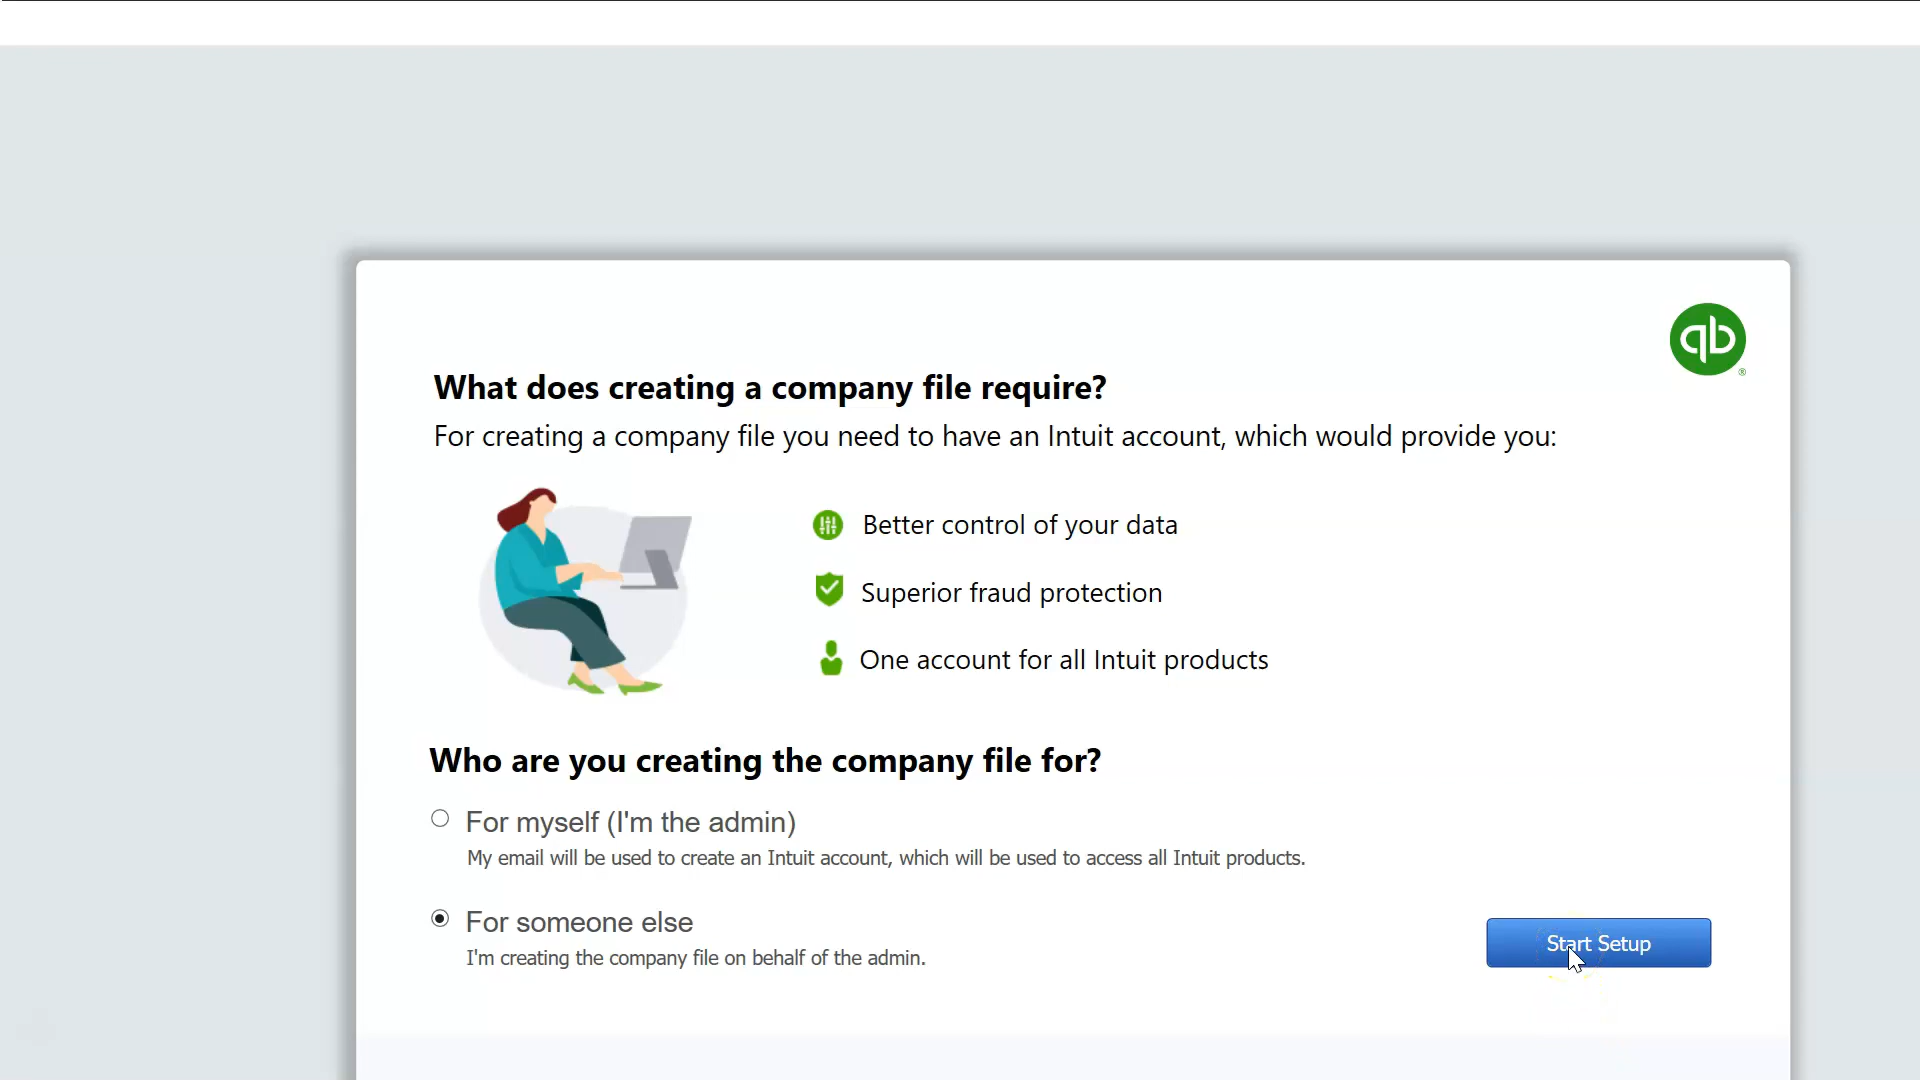 qb
®
What does creating a company file require?
For creating a company file you need to have an Intuit account, which would provide you:
Better control of your data
Superior fraud protection
One account for all Intuit products
Who are you creating the company file for?
For myself (I'm the admin)
My email will be used to create an Intuit account, which will be used to access all Intuit products.
For someone else
I'm creating the company file on behalf of the admin.
Start Setup